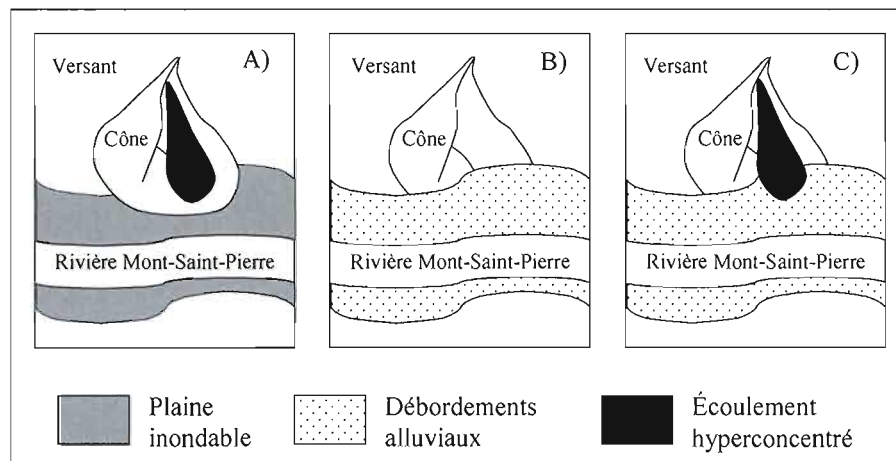 Versant
A)
Cône
Rivière Mont-Saint-Pierre
Versant
B)
Cône
Rivière Mont-Saint-Pierre
Versant
C)
Cône
Rivière Mont-Saint-Pierre
Plaine
inondable
Débordements
alluviaux
Écoulement
hyperconcentré